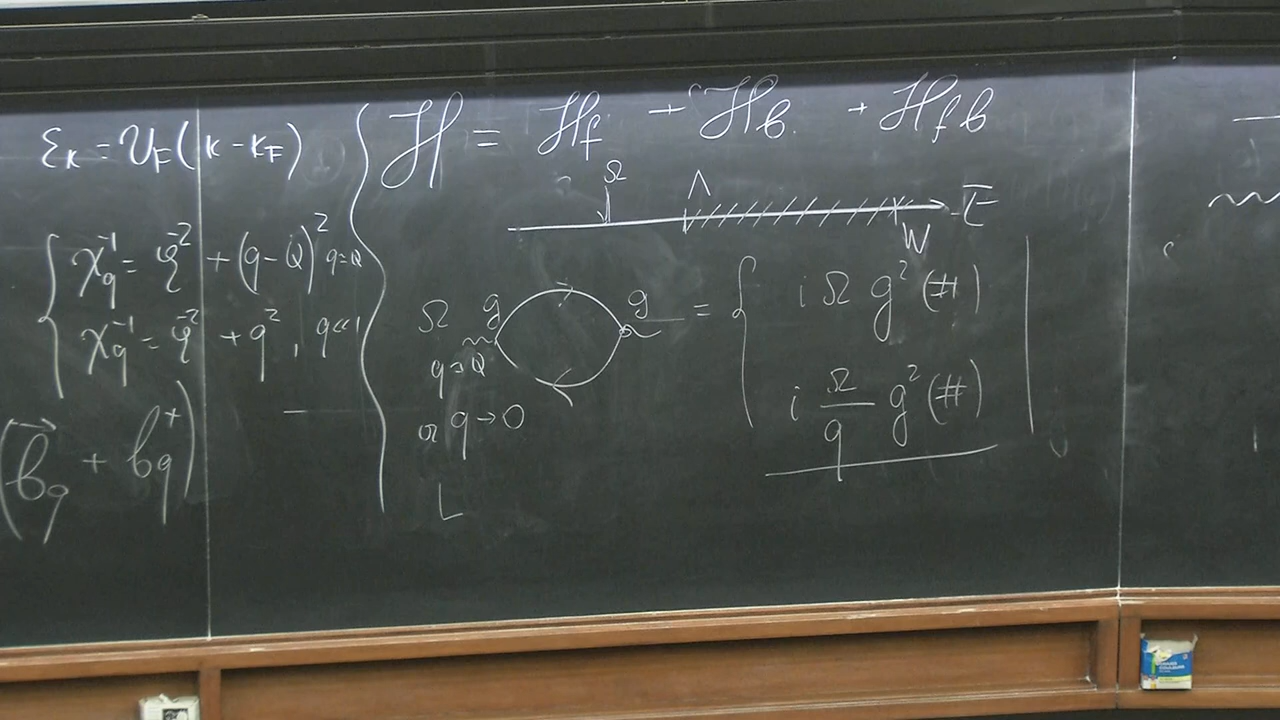 ε_k = v_F (k - k_F)
χ_q^{-1} = ξ^{-2} + (q - Q)^2 q≈Q
χ_q^{-1} = ξ^{-2} + q^2, q≪1
(b⃗_q + b_q^+)
H = H_f + H_b + H_fb
Ω Λ W E
Ω g g = { i Ω g^2 (#)
q≈Q
or q→0
i Ω/q g^2 (#)
L